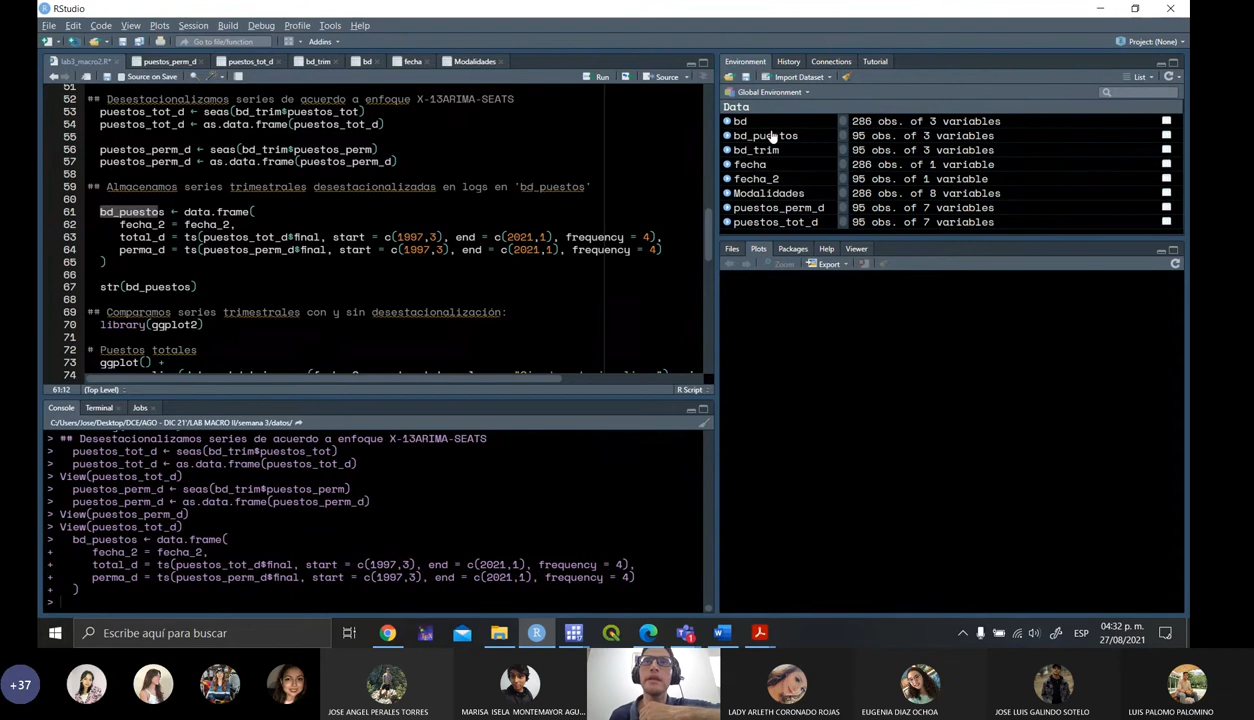 RStudio
File Edit Code View Plots Session Build Debug Profile Tools Help
Go to file/function Addins Project: (None)
lab3_macro2.R* puestos_perm_d puestos_tot_d bd_trim bd fecha Modalidades
Source on Save Run Source
51
52 ## Desestacionalizamos series de acuerdo a enfoque X-13ARIMA-SEATS
53 puestos_tot_d ← seas(bd_trim$puestos_tot)
54 puestos_tot_d ← as.data.frame(puestos_tot_d)
55
56 puestos_perm_d ← seas(bd_trim$puestos_perm)
57 puestos_perm_d ← as.data.frame(puestos_perm_d)
58
59 ## Almacenamos series trimestrales desestacionalizadas en logs en 'bd_puestos'
60
61 bd_puestos ← data.frame(
62 fecha_2 = fecha_2,
63 total_d = ts(puestos_tot_d$final, start = c(1997,3), end = c(2021,1), frequency = 4),
64 perma_d = ts(puestos_perm_d$final, start = c(1997,3), end = c(2021,1), frequency = 4)
65 )
66
67 str(bd_puestos)
68
69 ## Comparamos series trimestrales con y sin desestacionalización:
70 library(ggplot2)
71
72 # Puestos totales
73 ggplot() +
74
61:12 (Top Level) R Script
Console Terminal Jobs
C:/Users/Jose/Desktop/DCE/AGO - DIC 21'/LAB MACRO II/semana 3/datos/
> ## Desestacionalizamos series de acuerdo a enfoque X-13ARIMA-SEATS
> puestos_tot_d ← seas(bd_trim$puestos_tot)
> puestos_tot_d ← as.data.frame(puestos_tot_d)
> View(puestos_tot_d)
> puestos_perm_d ← seas(bd_trim$puestos_perm)
> puestos_perm_d ← as.data.frame(puestos_perm_d)
> View(puestos_perm_d)
> View(puestos_tot_d)
> bd_puestos ← data.frame(
+ fecha_2 = fecha_2,
+ total_d = ts(puestos_tot_d$final, start = c(1997,3), end = c(2021,1), frequency = 4),
+ perma_d = ts(puestos_perm_d$final, start = c(1997,3), end = c(2021,1), frequency = 4)
+ )
>
Environment History Connections Tutorial
Import Dataset List
Global Environment
Data
bd 286 obs. of 3 variables
bd_puestos 95 obs. of 3 variables
bd_trim 95 obs. of 3 variables
fecha 286 obs. of 1 variable
fecha_2 95 obs. of 1 variable
Modalidades 286 obs. of 8 variables
puestos_perm_d 95 obs. of 7 variables
puestos_tot_d 95 obs. of 7 variables
Files Plots Packages Help Viewer
Zoom Export
Escribe aquí para buscar
ESP
04:32 p. m.
27/08/2021
+37
JOSE ANGEL PERALES TORRES
MARISA ISELA MONTEMAYOR AGU...
LADY ARLETH CORONADO ROJAS
EUGENIA DIAZ OCHOA
JOSE LUIS GALINDO SOTELO
LUIS PALOMO PALOMINO